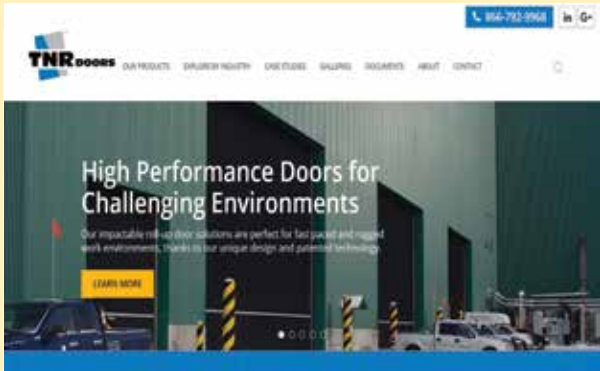 866-792-9968
in G+
TNR DOORS
OUR PRODUCTS EXPLORE BY INDUSTRY CASE STUDIES GALLERIES DOCUMENTS ABOUT CONTACT
High Performance Doors for
Challenging Environments
Our impactable roll-up door solutions are perfect for fast paced and rugged
work environments, thanks to our unique design and patented technology.
LEARN MORE